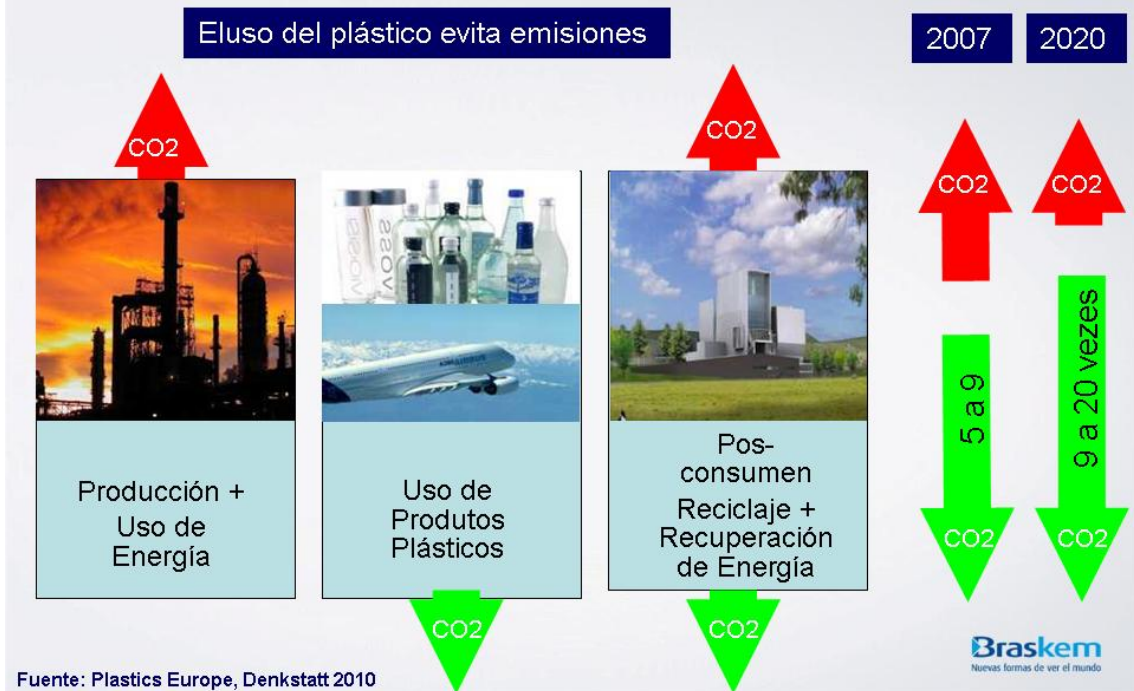 Eluso del plástico evita emisiones
2007
2020
CO2
CO2
CO2
CO2
VOSS
Producción +
Uso de
Energía
Uso de
Produtos
Plásticos
Pos-
consumen
Reciclaje +
Recuperación
de Energía
5 a 9
9 a 20 vezes
CO2
CO2
CO2
CO2
Braskem
Nuevas formas de ver el mundo
Fuente: Plastics Europe, Denkstatt 2010